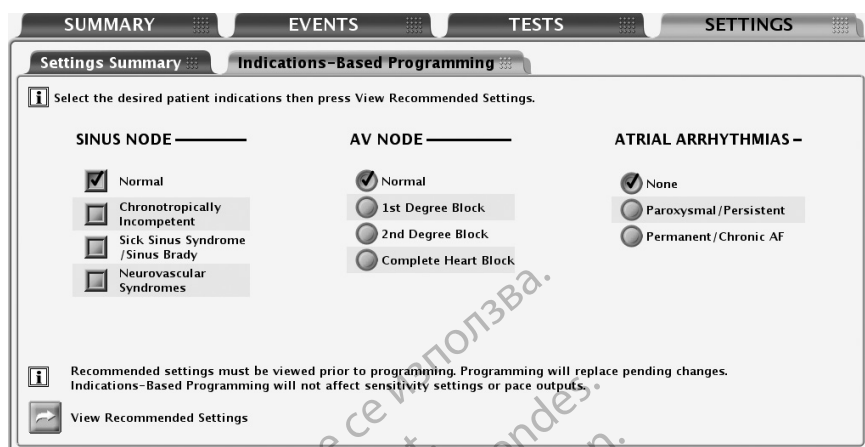 SUMMARY EVENTS TESTS SETTINGS
Settings Summary Indications-Based Programming
i Select the desired patient indications then press View Recommended Settings.
SINUS NODE
Normal
Chronotropically
Incompetent
Sick Sinus Syndrome
/Sinus Brady
Neurovascular
Syndromes
AV NODE
Normal
1st Degree Block
2nd Degree Block
Complete Heart Block
ATRIAL ARRHYTHMIAS
None
Paroxysmal/Persistent
Permanent/Chronic AF
i Recommended settings must be viewed prior to programming. Programming will replace pending changes.
Indications-Based Programming will not affect sensitivity settings or pace outputs.
View Recommended Settings
се използва.